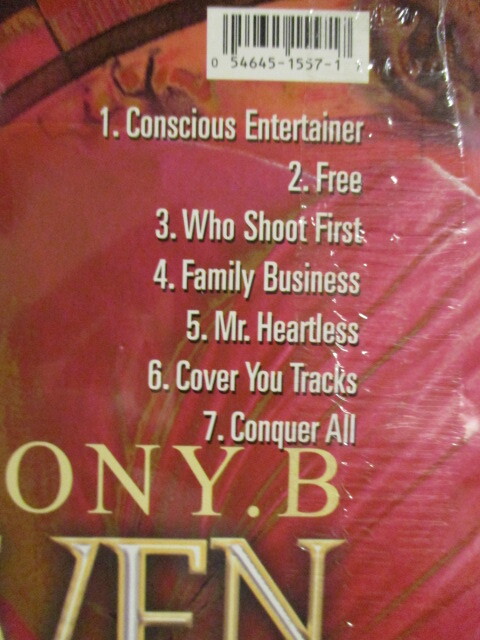 0 54645-1557-1
1. Conscious Entertainer
2. Free
3. Who Shoot First
4. Family Business
5. Mr. Heartless
6. Cover You Tracks
7. Conquer All
ONY.B
VEN